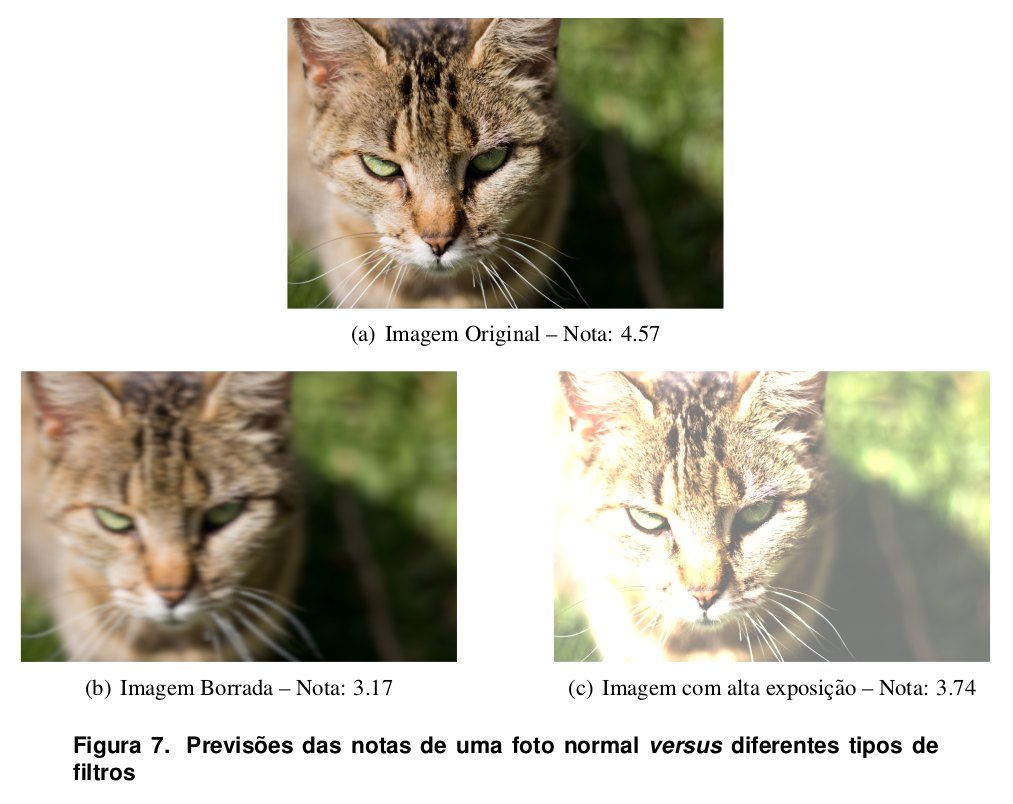 (a) Imagem Original – Nota: 4.57
(b) Imagem Borrada – Nota: 3.17
(c) Imagem com alta exposição – Nota: 3.74
Figura 7. Previsões das notas de uma foto normal versus diferentes tipos de
filtros